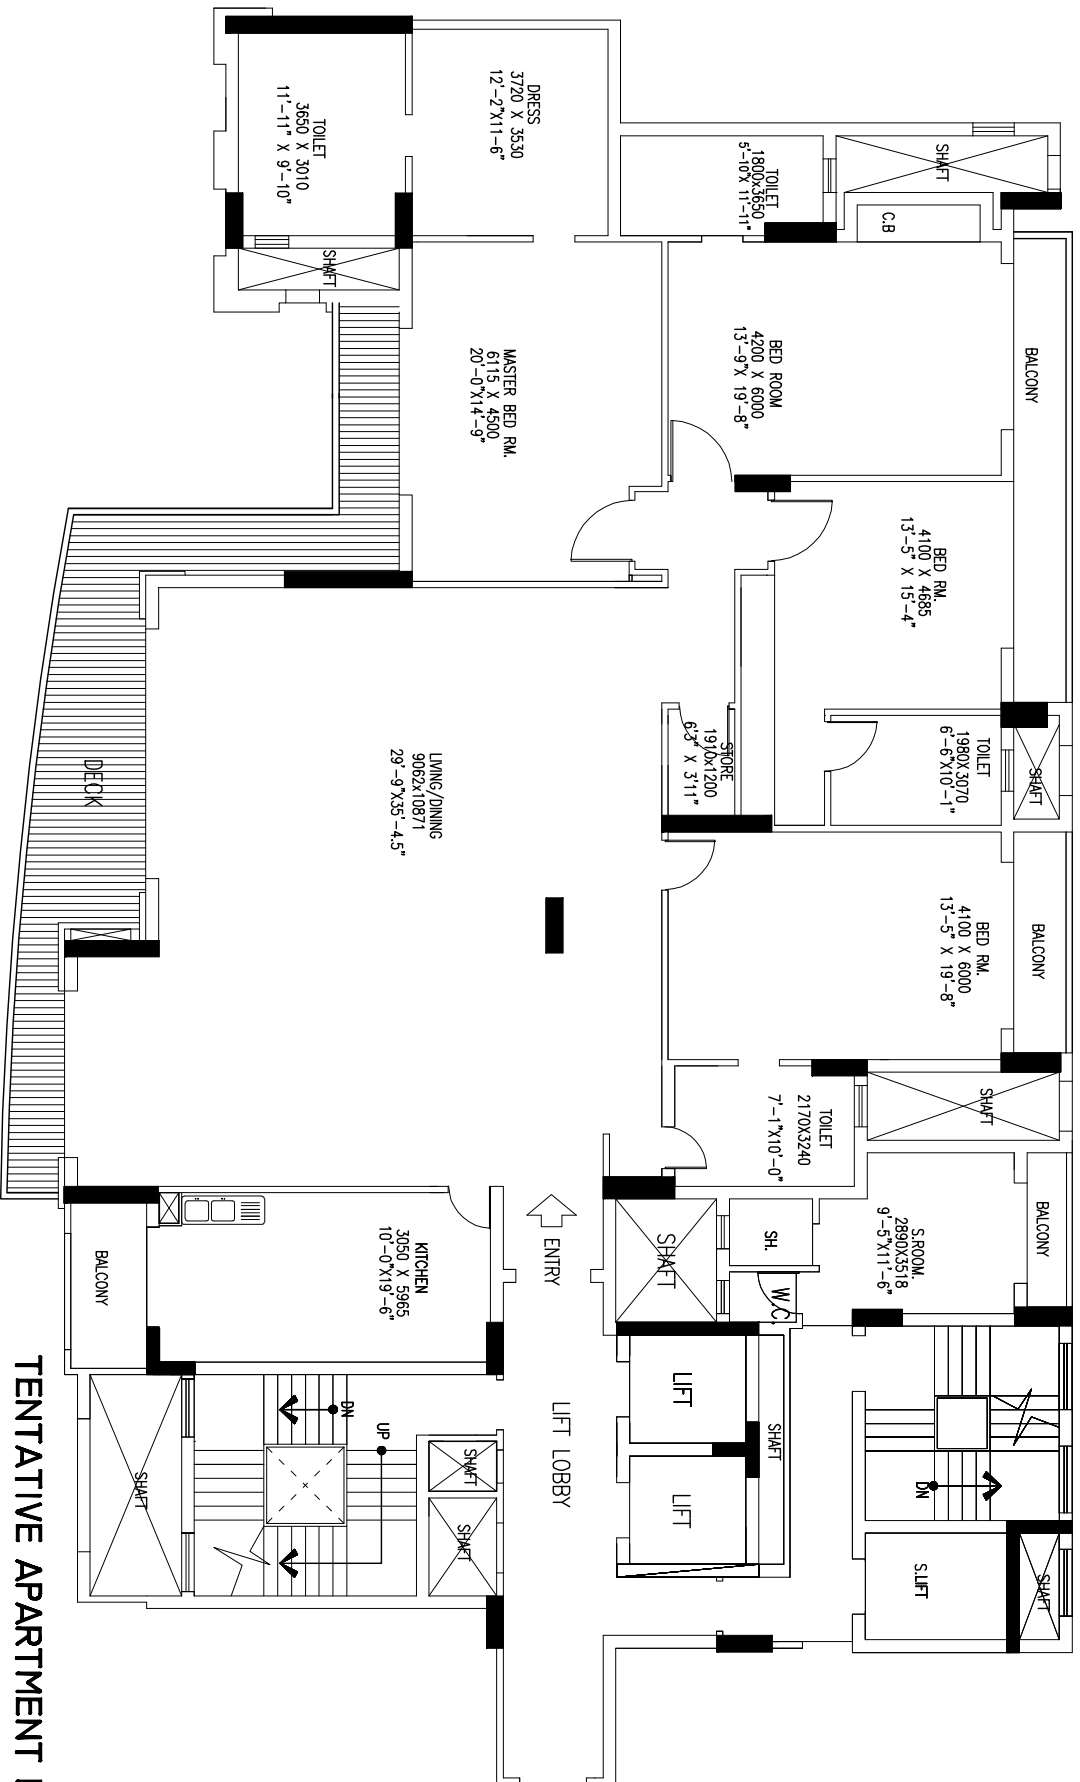 BALCONY
BALCONY
BALCONY
SHAFT
C.B
TOILET
1800x3650
5'-10"X 11'-11"
BED ROOM
4200 X 6000
13'-9"X 19'-8"
BED RM.
4100 X 4685
13'-5" X 15'-4"
TOILET
1980X3070
6'-6"X10'-1"
SHAFT
BED RM.
4100 X 6000
13'-5" X 19'-8"
SHAFT
TOILET
2170X3240
7'-1"X10'-0"
S.ROOM.
2890X3518
9'-5"X11'-6"
DN
SHAFT
S.LIFT
DRESS
3720 X 3530
12'-2"X11-6"
STORE
1910x1200
6'3" X 3'11"
SH.
W.C.
SHAFT
SHAFT
LIFT
LIFT
TOILET
3650 X 3010
11'-11" X 9'-10"
SHAFT
MASTER BED RM.
6115 X 4500
20'-0"X14'-9"
LIVING/DINING
9062x10871
29'-9"X35'-4.5"
ENTRY
LIFT LOBBY
KITCHEN
3050 X 5965
10'-0"X19'-6"
DN
UP
SHAFT
SHAFT
DECK
BALCONY
SHAFT
TENTATIVE APARTMENT